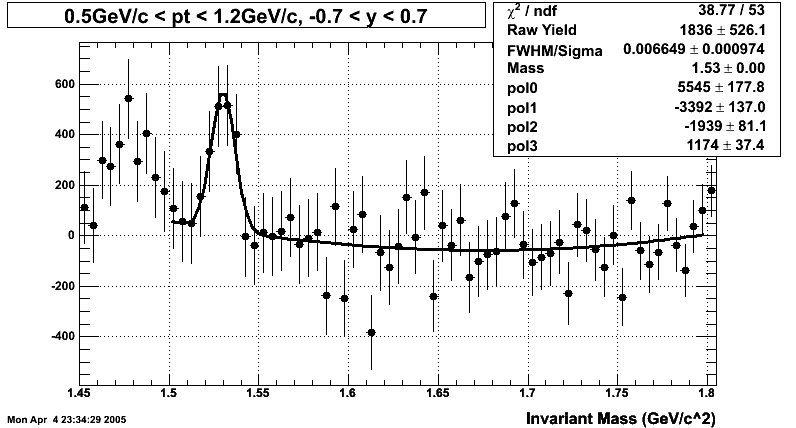 0.5GeV/c < pt < 1.2GeV/c, -0.7 < y < 0.7
χ² / ndf 38.77 / 53
Raw Yield 1836 ± 526.1
FWHM/Sigma 0.006649 ± 0.000974
Mass 1.53 ± 0.00
pol0 5545 ± 177.8
pol1 -3392 ± 137.0
pol2 -1939 ± 81.1
pol3 1174 ± 37.4
600
400
200
0
-200
-400
1.45 1.5 1.55 1.6 1.65 1.7 1.75 1.8
Mon Apr 4 23:34:29 2005
Invariant Mass (GeV/c^2)